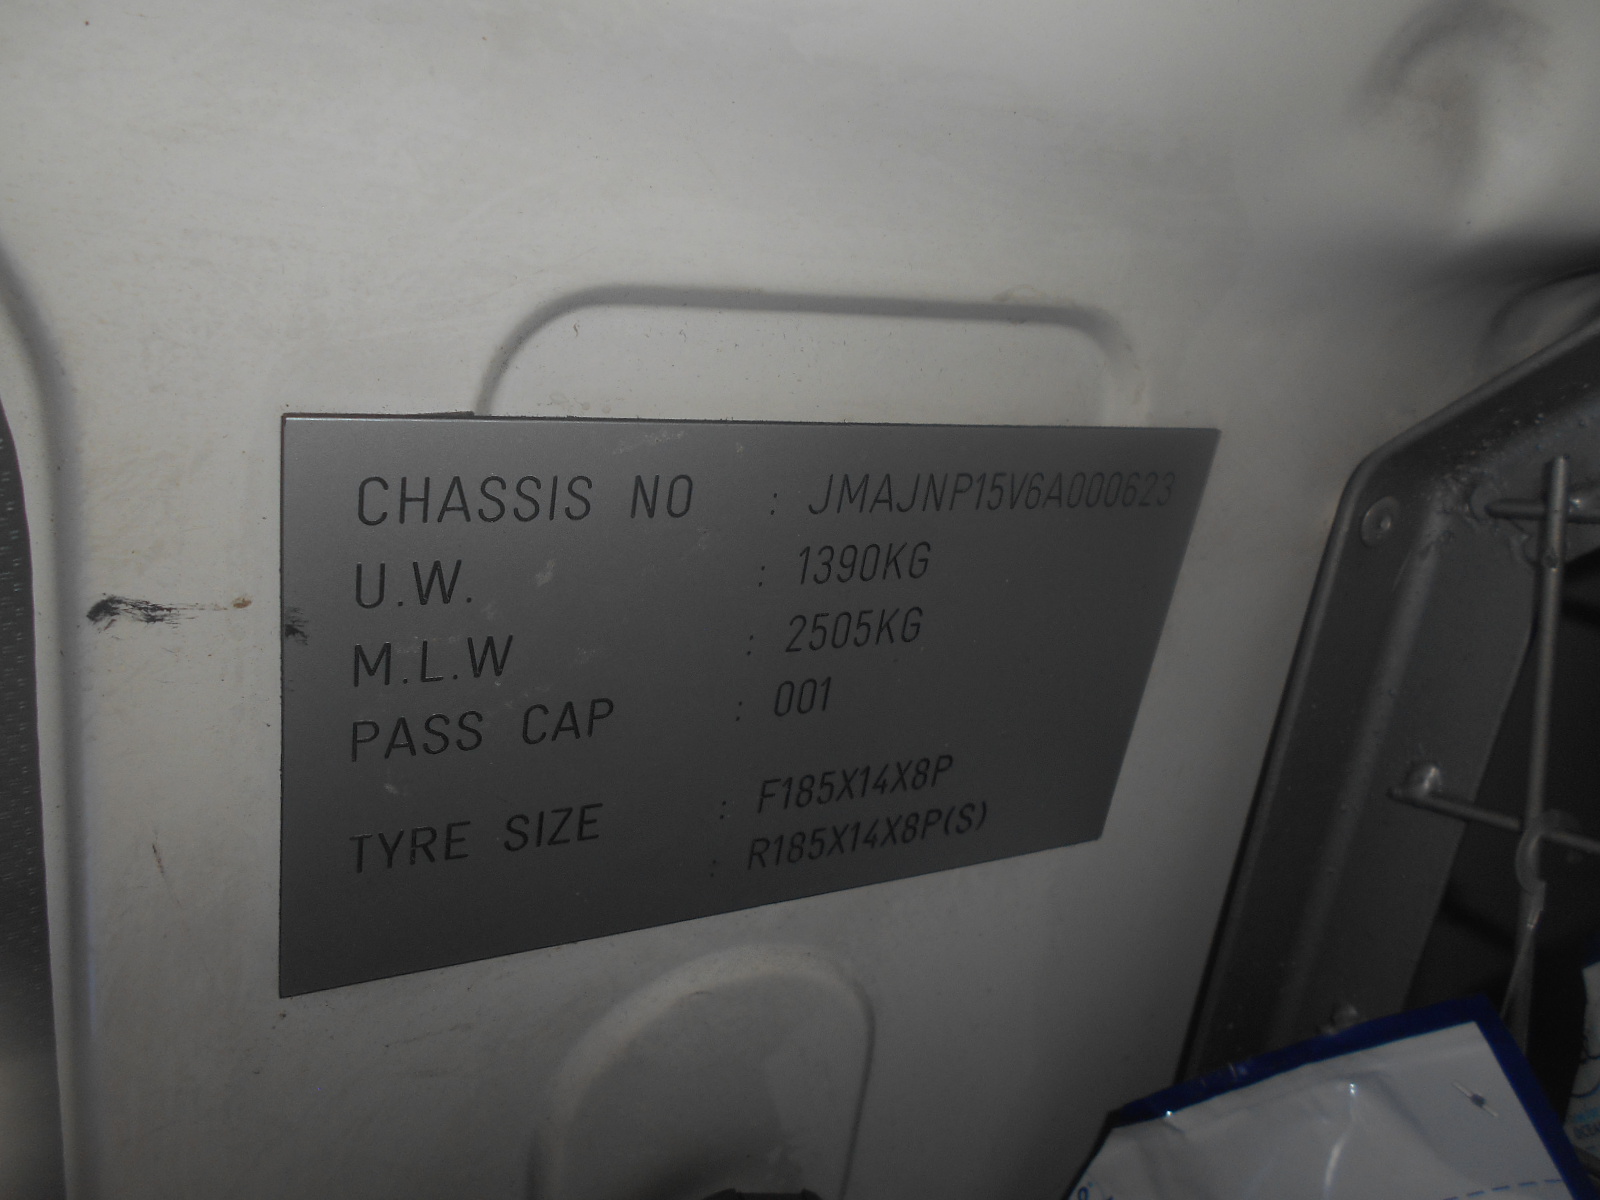 CHASSIS NO : JMAJNP15V6A000623
U.W. : 1390KG
M.L.W : 2505KG
PASS CAP : 001
TYRE SIZE : F185X14X8P
: R185X14X8P(S)